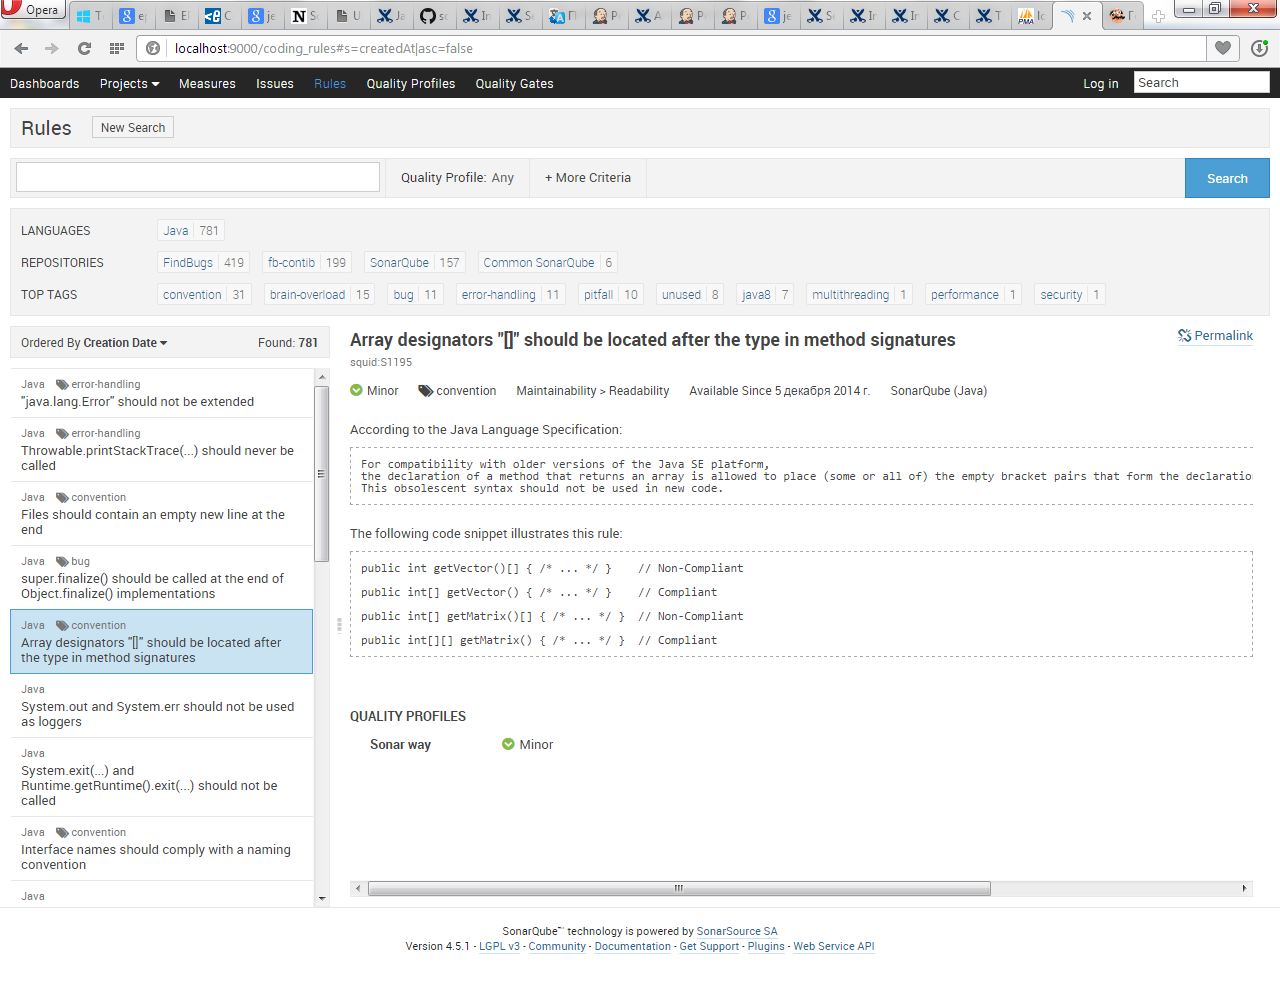 Opera
localhost:9000/coding_rules#s=createdAt|asc=false
Dashboards Projects Measures Issues Rules Quality Profiles Quality Gates Log in Search
Rules New Search
Quality Profile: Any + More Criteria Search
LANGUAGES Java 781
REPOSITORIES FindBugs 419 fb-contib 199 SonarQube 157 Common SonarQube 6
TOP TAGS convention 31 brain-overload 15 bug 11 error-handling 11 pitfall 10 unused 8 java8 7 multithreading 1 performance 1 security 1
Ordered By Creation Date Found: 781
Java error-handling
"java.lang.Error" should not be extended
Java error-handling
Throwable.printStackTrace(...) should never be
called
Java convention
Files should contain an empty new line at the
end
Java bug
super.finalize() should be called at the end of
Object.finalize() implementations
Java convention
Array designators "[]" should be located after
the type in method signatures
Java
System.out and System.err should not be used
as loggers
Java
System.exit(...) and
Runtime.getRuntime().exit(...) should not be
called
Java convention
Interface names should comply with a naming
convention
Java
Array designators "[]" should be located after the type in method signatures
Permalink
squid:S1195
Minor convention Maintainability > Readability Available Since 5 декабря 2014 г. SonarQube (Java)
According to the Java Language Specification:
For compatibility with older versions of the Java SE platform,
the declaration of a method that returns an array is allowed to place (some or all of) the empty bracket pairs that form the declaration
This obsolescent syntax should not be used in new code.
The following code snippet illustrates this rule:
public int getVector()[] { /* ... */ }    // Non-Compliant
public int[] getVector() { /* ... */ }    // Compliant
public int[] getMatrix()[] { /* ... */ }  // Non-Compliant
public int[][] getMatrix() { /* ... */ }  // Compliant
QUALITY PROFILES
Sonar way Minor
SonarQube™ technology is powered by SonarSource SA
Version 4.5.1 - LGPL v3 - Community - Documentation - Get Support - Plugins - Web Service API